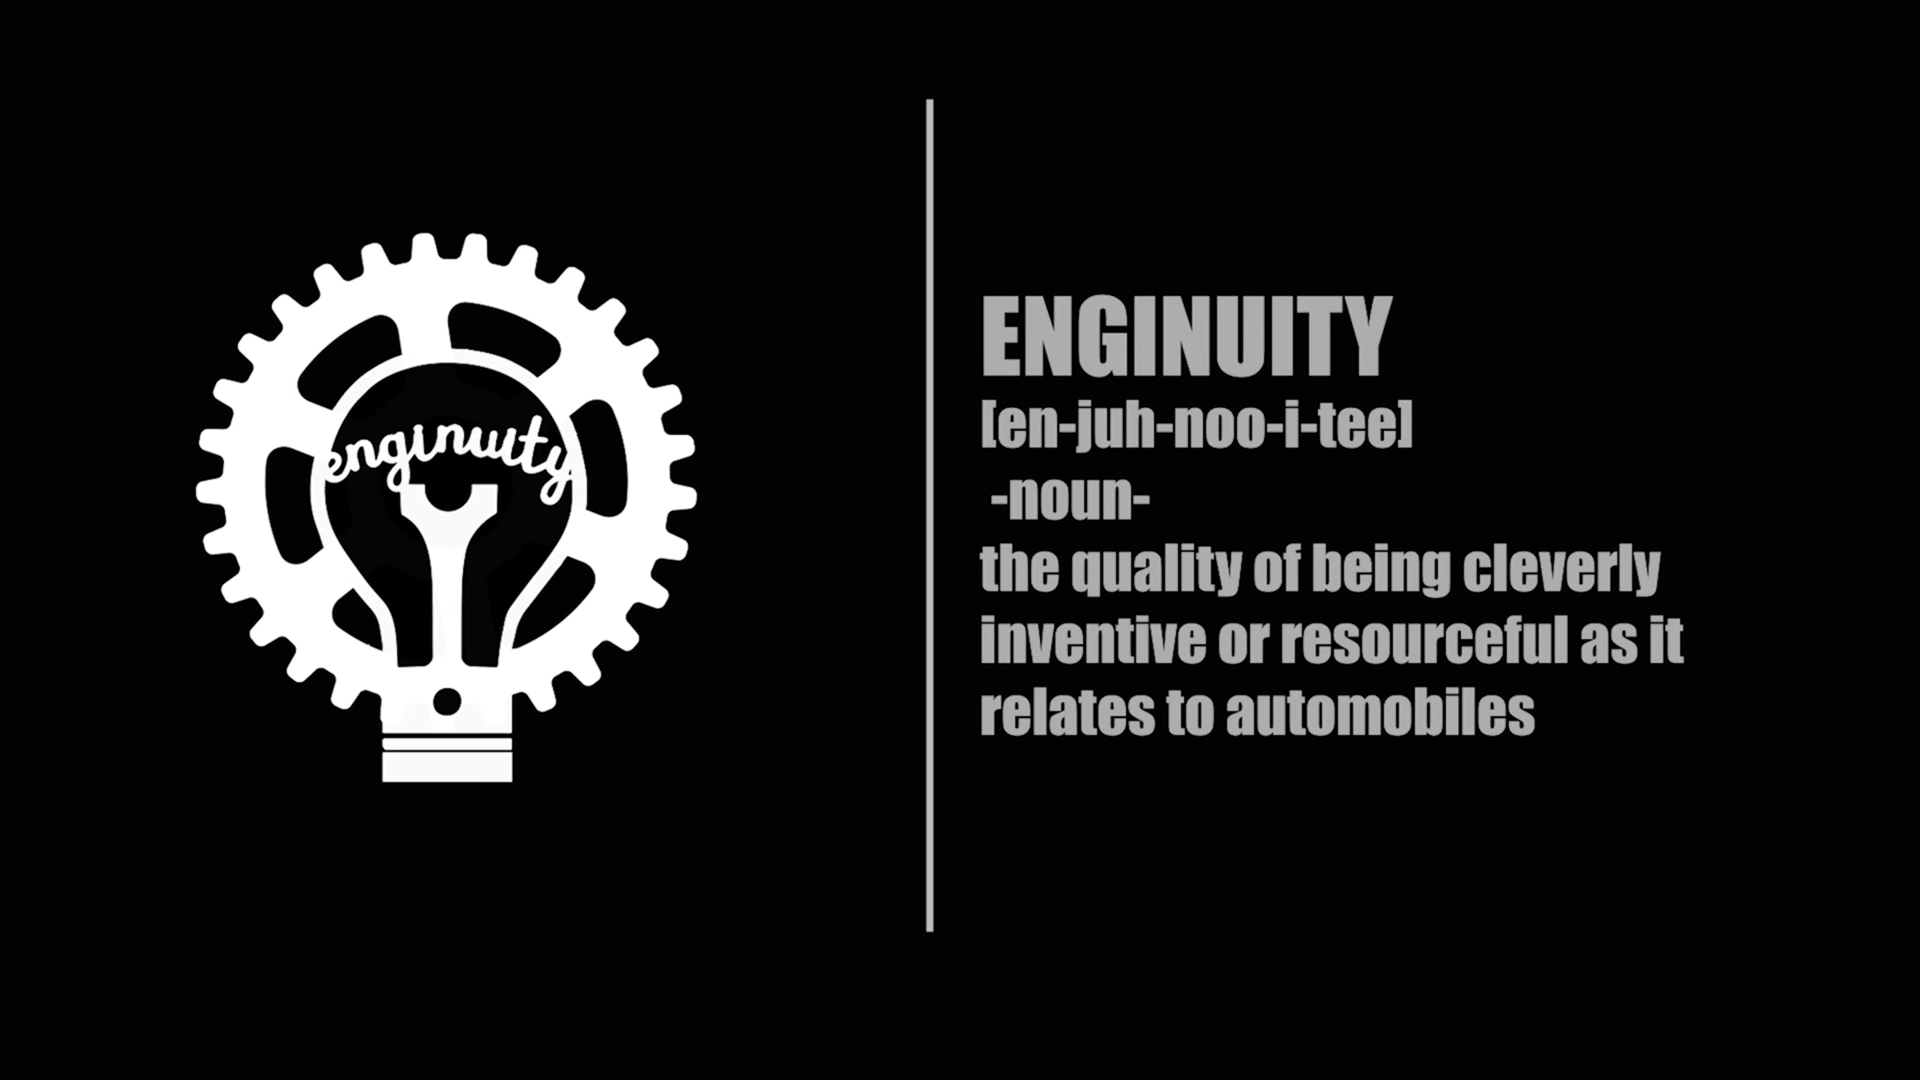 enginuity
ENGINUITY
[en-juh-noo-i-tee]
-noun-
the quality of being cleverly
inventive or resourceful as it
relates to automobiles